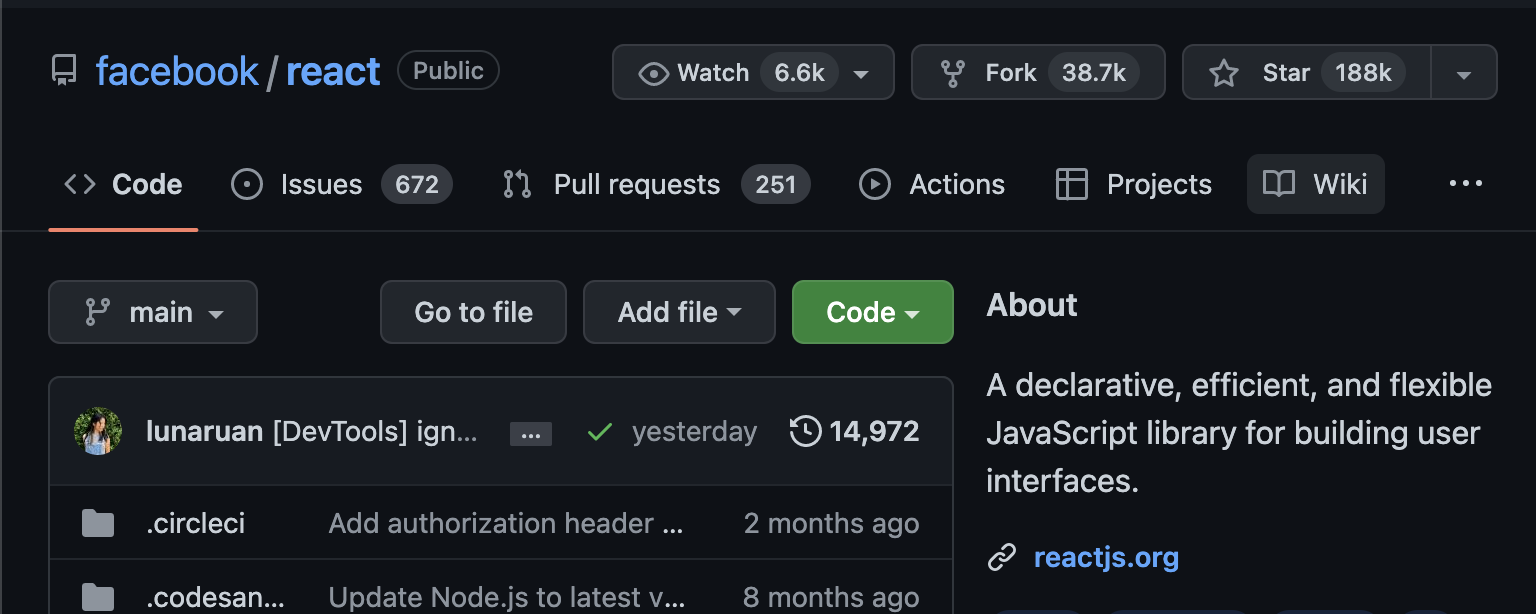 facebook / react Public Watch 6.6k Fork 38.7k Star 188k
Code Issues 672 Pull requests 251 Actions Projects Wiki ...
main Go to file Add file Code
About
A declarative, efficient, and flexible
JavaScript library for building user
interfaces.
reactjs.org
lunaruan [DevTools] ign... ... yesterday 14,972
.circleci Add authorization header ... 2 months ago
.codesan... Update Node.js to latest v... 8 months ago